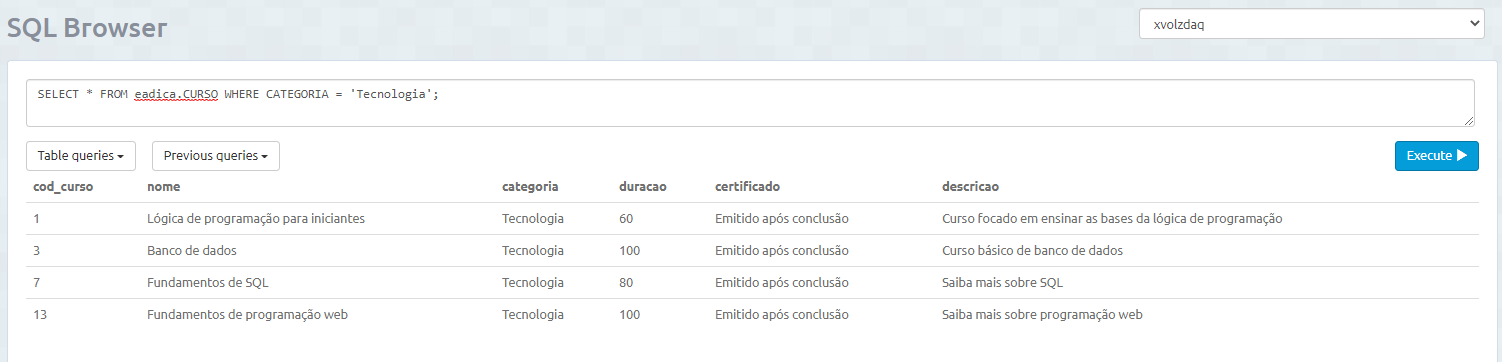 SQL Browser
xvolzdaq
SELECT * FROM eadica.CURSO WHERE CATEGORIA = 'Tecnologia';
Table queries Previous queries Execute
cod_curso nome categoria duracao certificado descricao
1 Lógica de programação para iniciantes Tecnologia 60 Emitido após conclusão Curso focado em ensinar as bases da lógica de programação
3 Banco de dados Tecnologia 100 Emitido após conclusão Curso básico de banco de dados
7 Fundamentos de SQL Tecnologia 80 Emitido após conclusão Saiba mais sobre SQL
13 Fundamentos de programação web Tecnologia 100 Emitido após conclusão Saiba mais sobre programação web